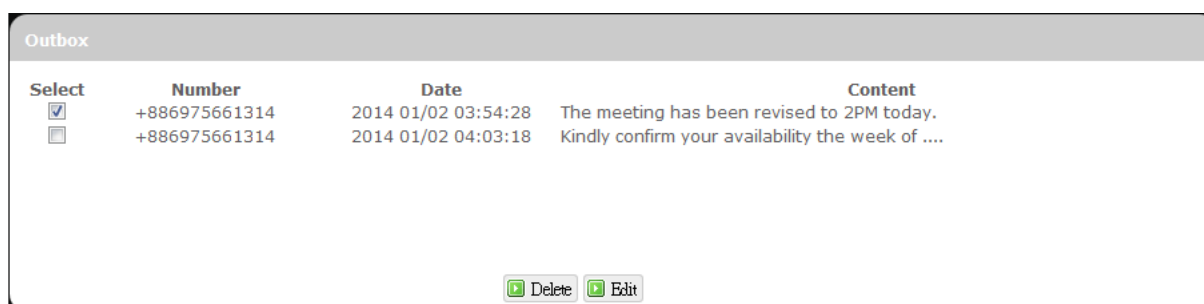 Outbox
Select Number Date Content
+886975661314 2014 01/02 03:54:28 The meeting has been revised to 2PM today.
+886975661314 2014 01/02 04:03:18 Kindly confirm your availability the week of ....
Delete Edit